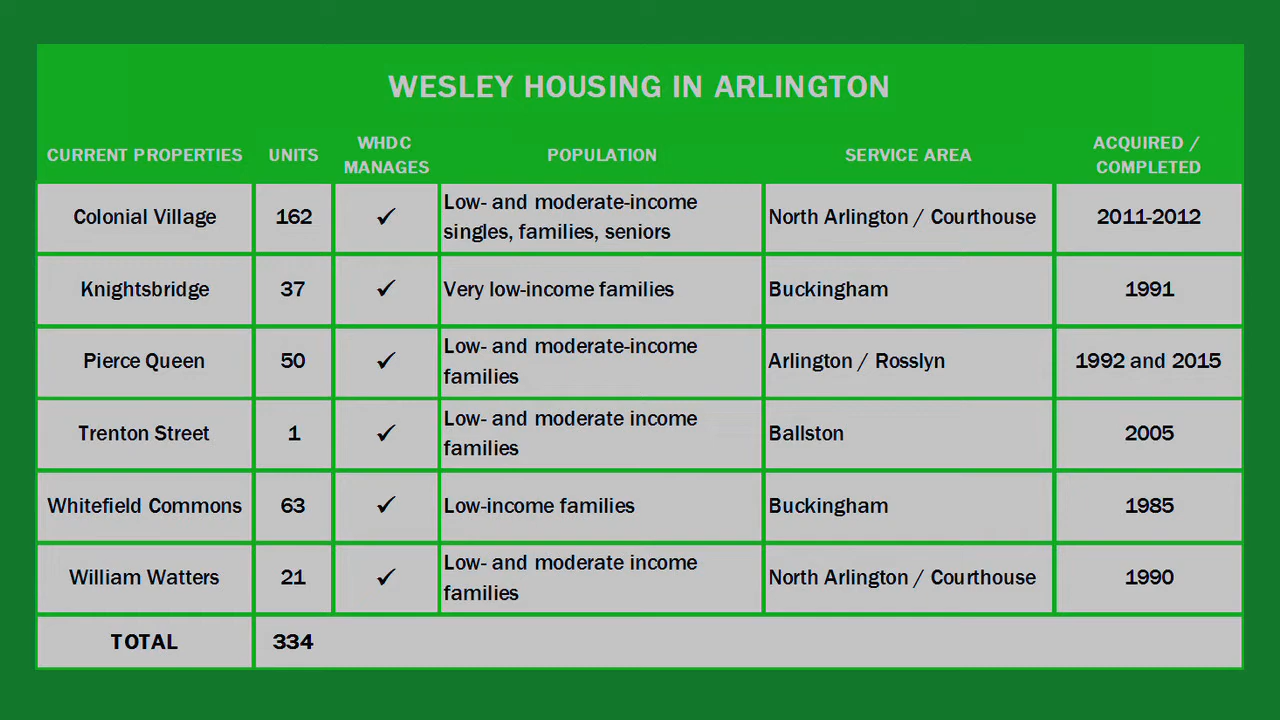 WESLEY HOUSING IN ARLINGTON
CURRENT PROPERTIES UNITS WHDC MANAGES POPULATION SERVICE AREA ACQUIRED / COMPLETED
Colonial Village 162 ✓ Low- and moderate-income singles, families, seniors North Arlington / Courthouse 2011-2012
Knightsbridge 37 ✓ Very low-income families Buckingham 1991
Pierce Queen 50 ✓ Low- and moderate-income families Arlington / Rosslyn 1992 and 2015
Trenton Street 1 ✓ Low- and moderate income families Ballston 2005
Whitefield Commons 63 ✓ Low-income families Buckingham 1985
William Watters 21 ✓ Low- and moderate income families North Arlington / Courthouse 1990
TOTAL 334